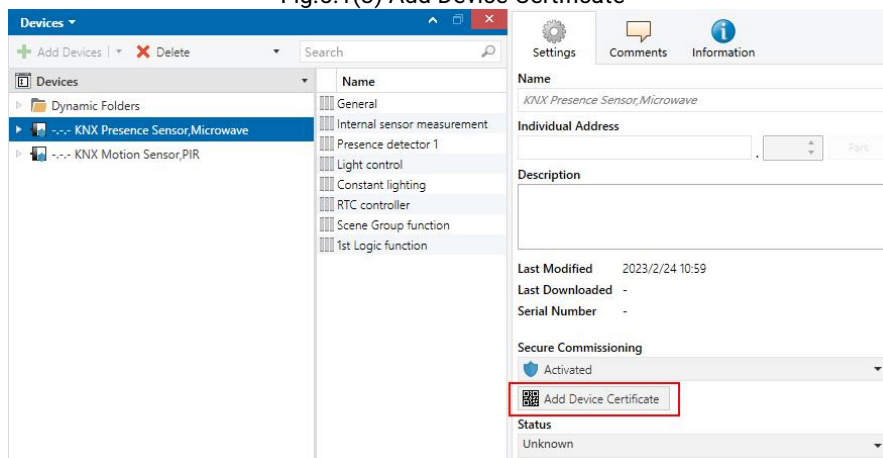 Fig.6.1(3) Add Device Certificate
Devices
Add Devices
Delete
Search
Devices
Dynamic Folders
-.-.- KNX Presence Sensor,Microwave
-.-.- KNX Motion Sensor,PIR
Name
General
Internal sensor measurement
Presence detector 1
Light control
Constant lighting
RTC controller
Scene Group function
1st Logic function
Settings
Comments
Information
Name
KNX Presence Sensor,Microwave
Individual Address
.
Park
Description
Last Modified 2023/2/24 10:59
Last Downloaded -
Serial Number -
Secure Commissioning
Activated
Add Device Certificate
Status
Unknown